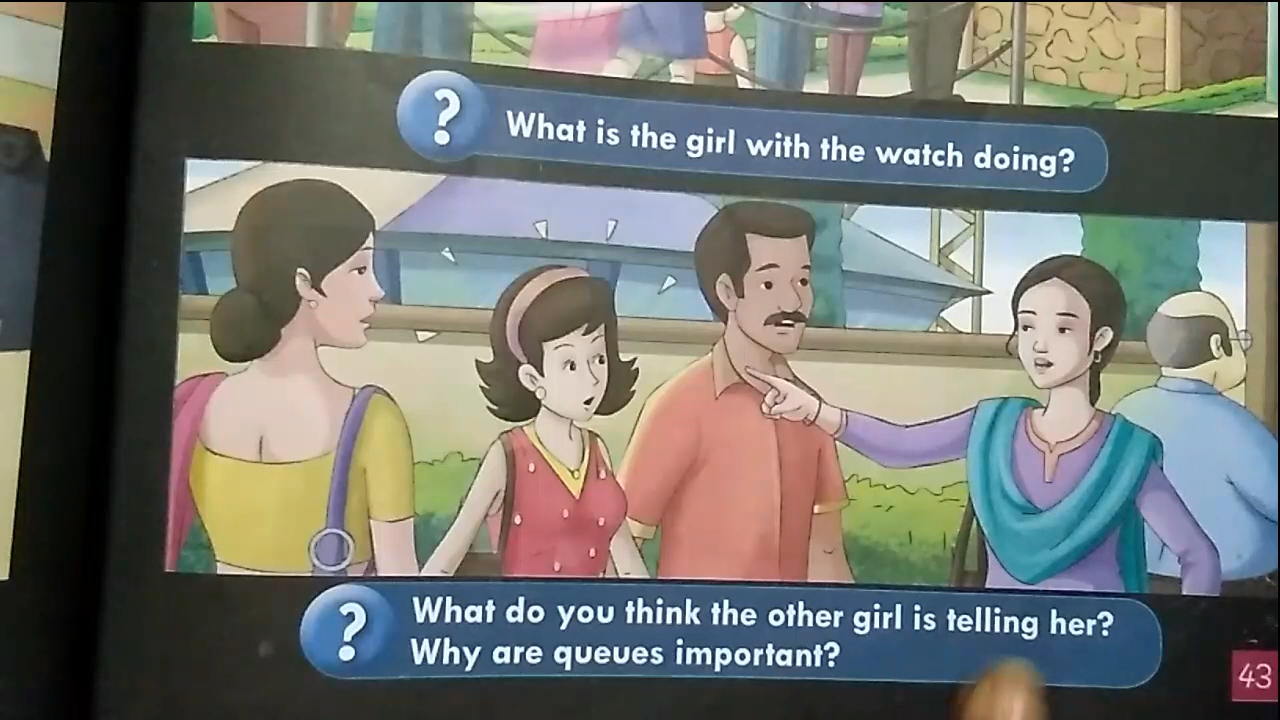 ?
What is the girl with the watch doing?
?
What do you think the other girl is telling her?
Why are queues important?
43